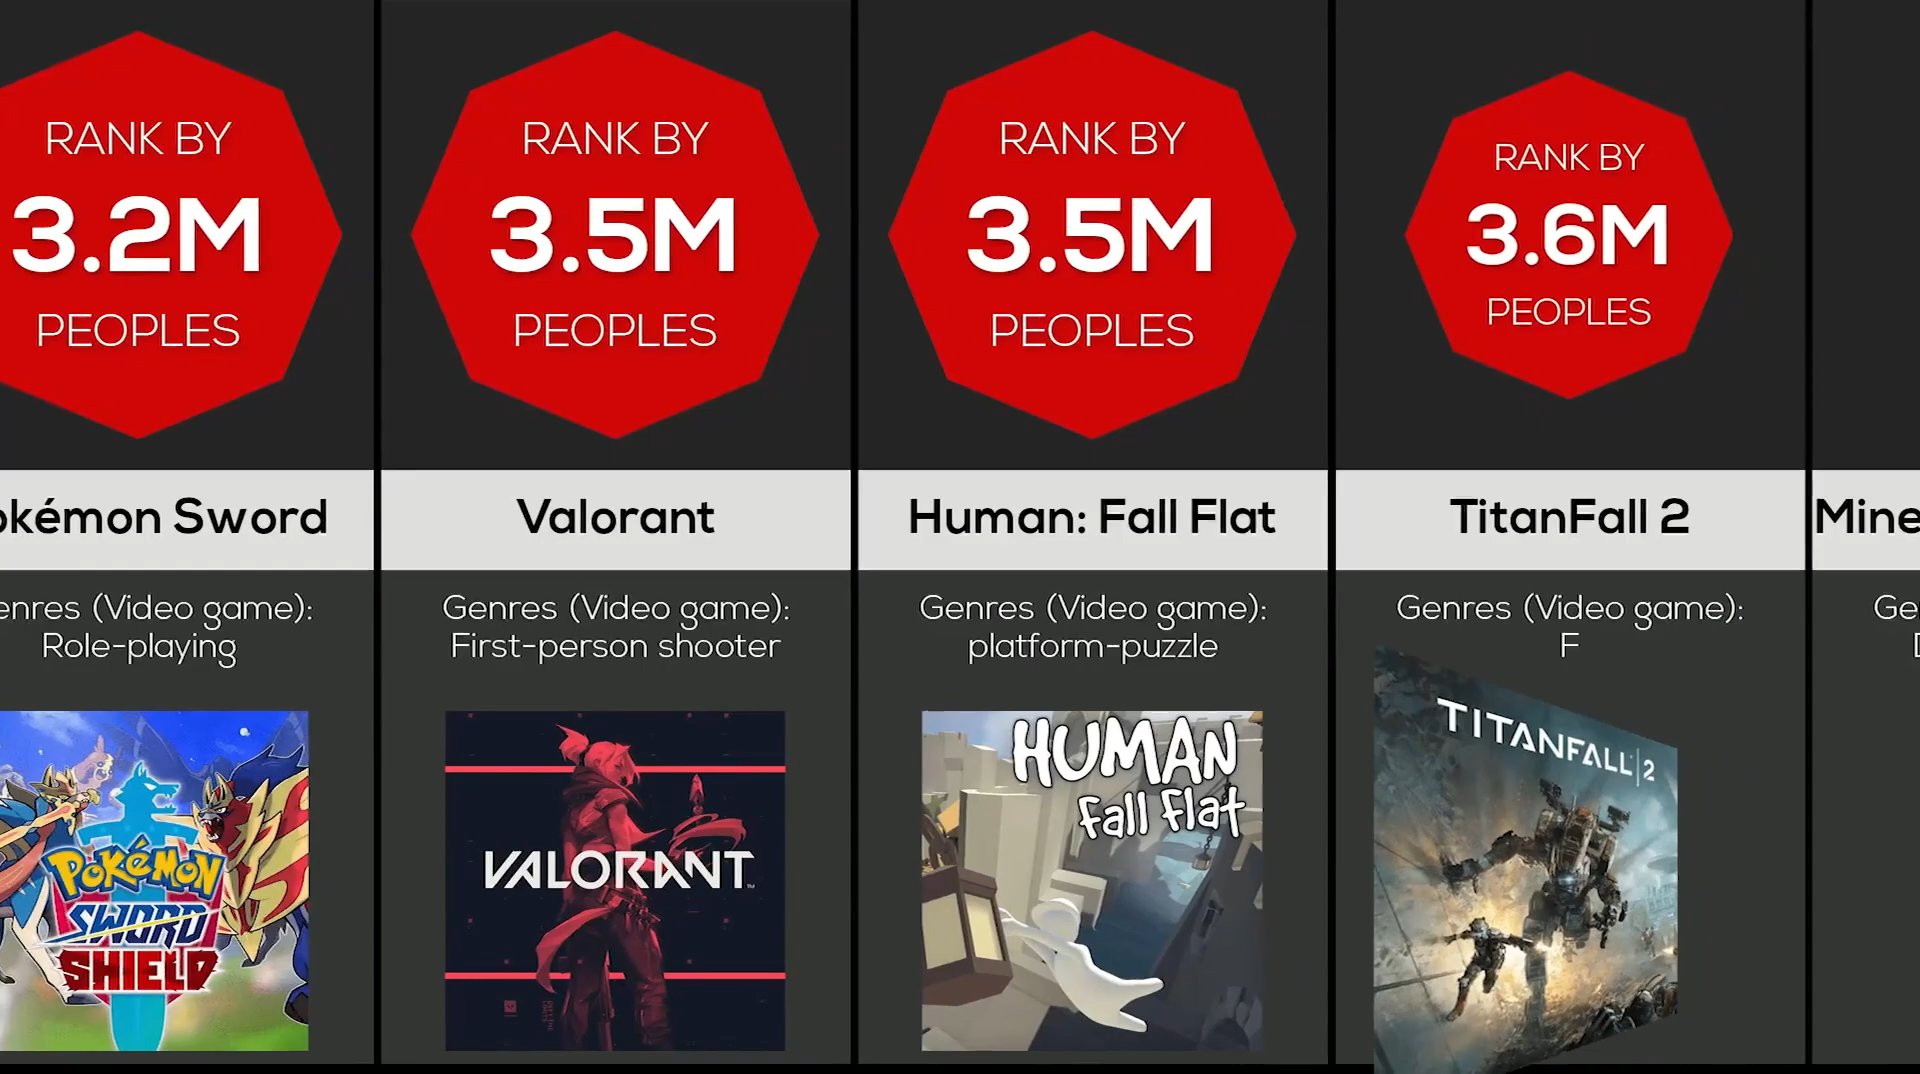 RANK BY
3.2M
PEOPLES
okémon Sword
enres (Video game):
Role-playing
POKéMON
SWORD
SHIELD
RANK BY
3.5M
PEOPLES
Valorant
Genres (Video game):
First-person shooter
VALORANT
RANK BY
3.5M
PEOPLES
Human: Fall Flat
Genres (Video game):
platform-puzzle
HUMAN
fall flat
RANK BY
3.6M
PEOPLES
TitanFall 2
Genres (Video game):
F
TITANFALL 2
Mine
Ge